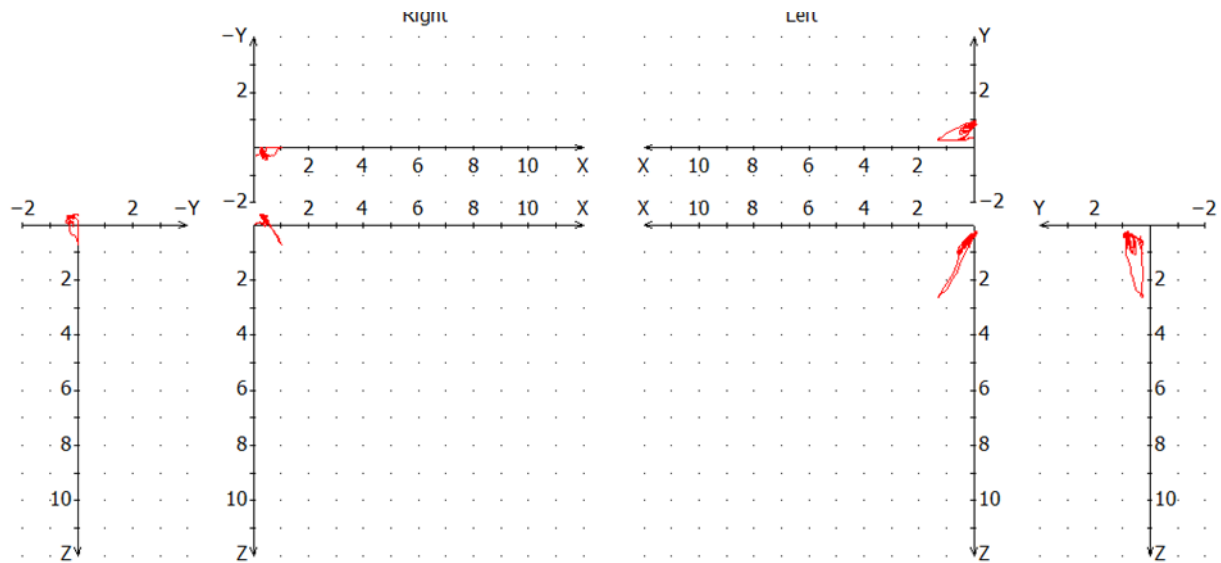 Right Left
−Y Y
2 2
2 4 6 8 10 X X 10 8 6 4 2
−2 −2
−2 2 −Y 2 4 6 8 10 X X 10 8 6 4 2 Y 2 −2
2 2 2 2
4 4 4 4
6 6 6 6
8 8 8 8
10 10 10 10
Z Z Z Z